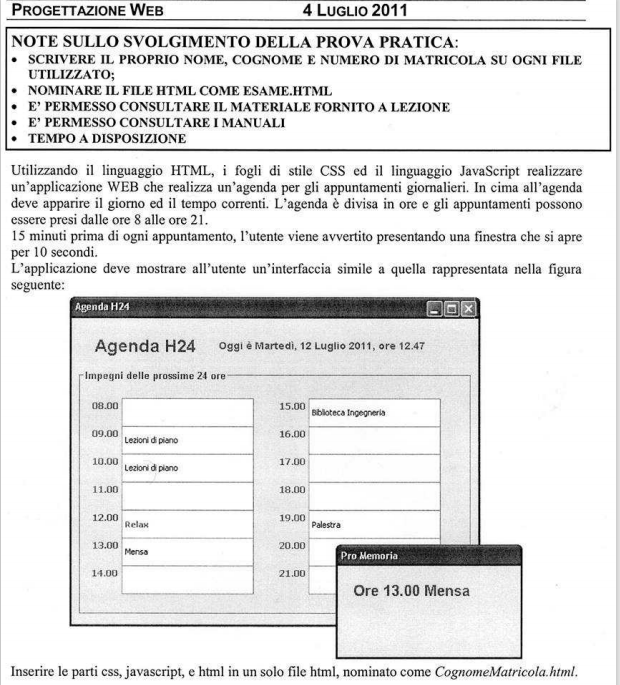 PROGETTAZIONE WEB 4 LUGLIO 2011
NOTE SULLO SVOLGIMENTO DELLA PROVA PRATICA:
• SCRIVERE IL PROPRIO NOME, COGNOME E NUMERO DI MATRICOLA SU OGNI FILE
UTILIZZATO;
• NOMINARE IL FILE HTML COME ESAME.HTML
• E' PERMESSO CONSULTARE IL MATERIALE FORNITO A LEZIONE
• E' PERMESSO CONSULTARE I MANUALI
• TEMPO A DISPOSIZIONE
Utilizzando il linguaggio HTML, i fogli di stile CSS ed il linguaggio JavaScript realizzare
un'applicazione WEB che realizza un'agenda per gli appuntamenti giornalieri. In cima all'agenda
deve apparire il giorno ed il tempo correnti. L'agenda è divisa in ore e gli appuntamenti possono
essere presi dalle ore 8 alle ore 21.
15 minuti prima di ogni appuntamento, l'utente viene avvertito presentando una finestra che si apre
per 10 secondi.
L'applicazione deve mostrare all'utente un'interfaccia simile a quella rappresentata nella figura
seguente:
Agenda H24
Agenda H24 Oggi è Martedì, 12 Luglio 2011, ore 12.47
Impegni delle prossime 24 ore
08.00 15.00 Biblioteca Ingegneria
09.00 Lezioni di piano 16.00
10.00 Lezioni di piano 17.00
11.00 18.00
12.00 Relax 19.00 Palestra
13.00 Mensa 20.00
14.00 21.00
Pro Memoria
Ore 13.00 Mensa
Inserire le parti css, javascript, e html in un solo file html, nominato come CognomeMatricola.html.